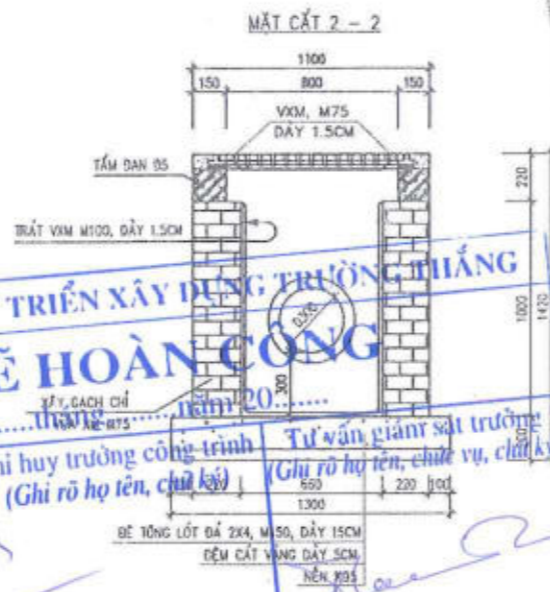 MẶT CẮT 2 - 2
1100
150 800 150
VXM, M75
DÀY 1.5CM
TẤM ĐAN Đ5
220
TRÁT VXM M100, DÀY 1.5CM
TRIỂN XÂY DỰNG TRƯỜNG THẮNG
1000
1420
HOÀN CÔNG
300
XÂY GẠCH CHỈ
......tháng.........năm 20......
huy trưởng công trình
Tư vấn giám sát trưởng
(Ghi rõ họ tên, chữ ký)
(Ghi rõ họ tên, chức vụ, chữ ký
660 220 100
1300
BÊ TÔNG LÓT ĐÁ 2X4, M150, DÀY 15CM
ĐỆM CÁT VÀNG DÀY 5CM
NỀN K95